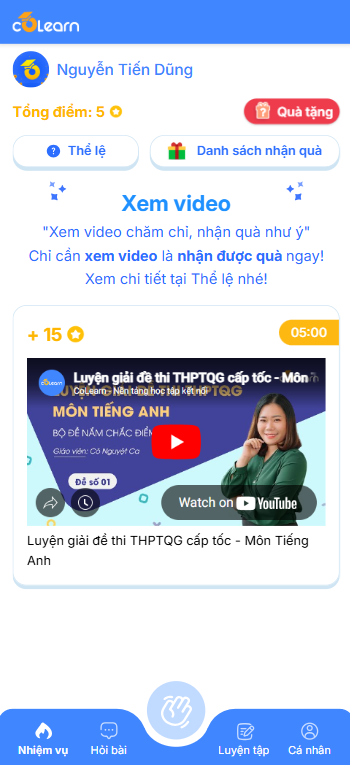 coLearn
Nguyễn Tiến Dũng
Tổng điểm: 5
Quà tặng
Thể lệ
Danh sách nhận quà
Xem video
"Xem video chăm chỉ, nhận quà như ý"
Chỉ cần xem video là nhận được quà ngay!
Xem chi tiết tại Thể lệ nhé!
+ 15
05:00
coLearn
Luyện giải đề thi THPTQG cấp tốc - Môn
CoLearn - Nền tảng học tập kết nối
MÔN TIẾNG ANH
BỘ ĐỀ NẮM CHẮC ĐIỂM
Giáo viên: Cô Nguyệt Ca
Đề số 01
Watch on YouTube
Luyện giải đề thi THPTQG cấp tốc - Môn Tiếng
Anh
Nhiệm vụ
Hỏi bài
Luyện tập
Cá nhân